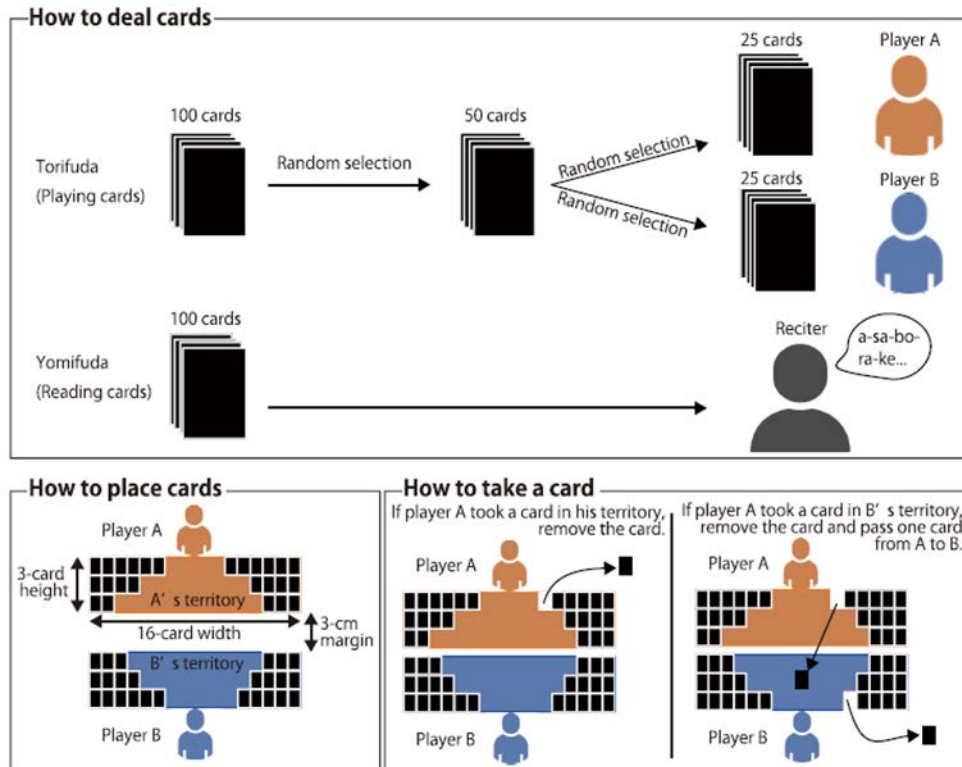 How to deal cards
25 cards
Player A
100 cards
50 cards
Random selection
Random selection
Torifuda
(Playing cards)
25 cards
Player B
Random selection
100 cards
Reciter
a-sa-bo-
ra-ke...
Yomifuda
(Reading cards)
How to place cards
Player A
3-card
height
A's territory
16-card width
3-cm
margin
B's territory
Player B
How to take a card
If player A took a card in his territory,
remove the card.
Player A
Player B
If player A took a card in B's territory,
remove the card and pass one card
from A to B.
Player A
Player B